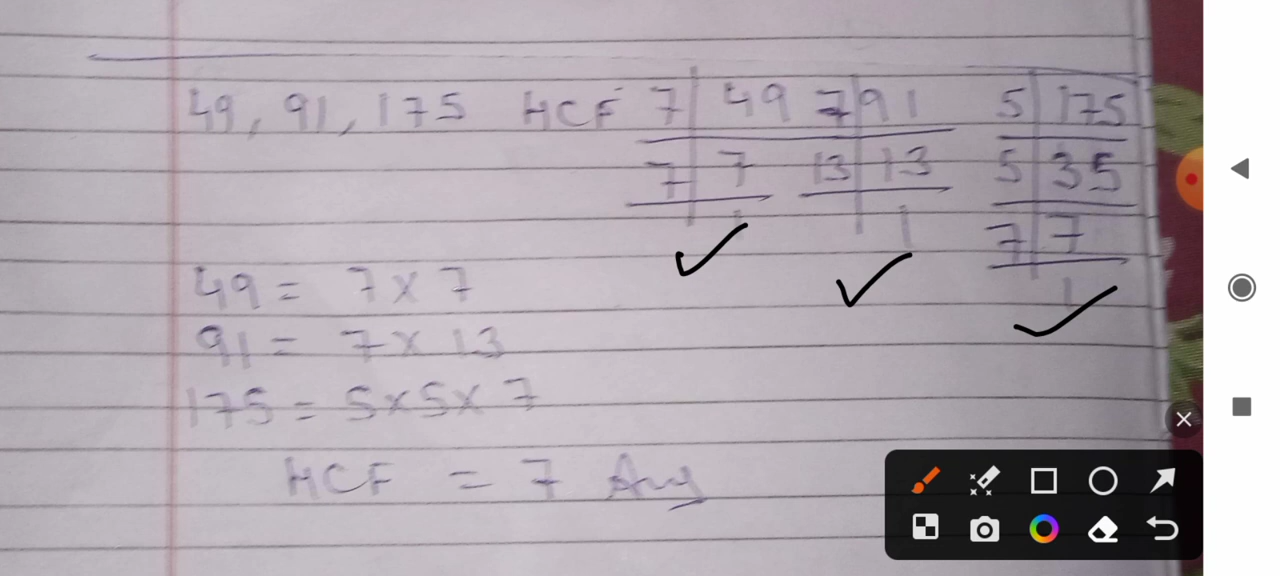 49, 91, 175 HCF 7 49 7 91 5 175
7 7 13 13 5 35
1 1 7 7
1
49 = 7 × 7
91 = 7 × 13
175 = 5×5× 7
HCF = 7 Ans